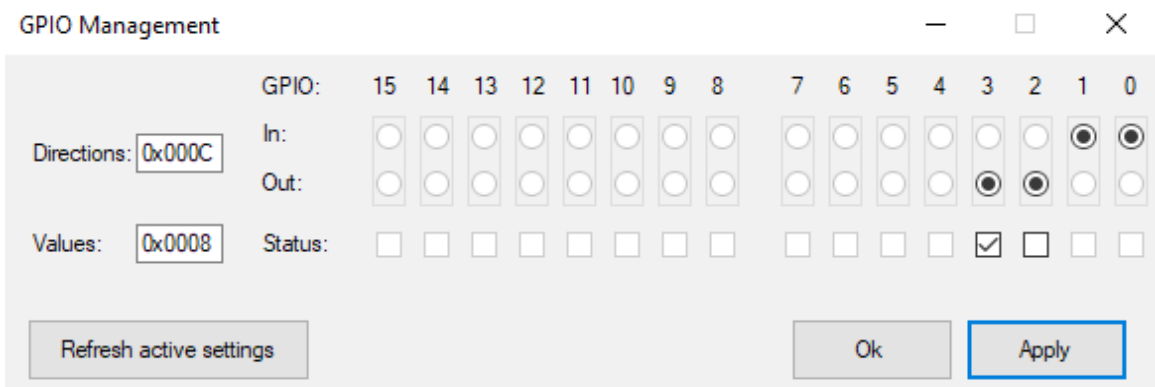 GPIO Management
GPIO: 15 14 13 12 11 10 9 8 7 6 5 4 3 2 1 0
In:
Directions: 0x000C
Out:
Values: 0x0008 Status:
Refresh active settings Ok Apply